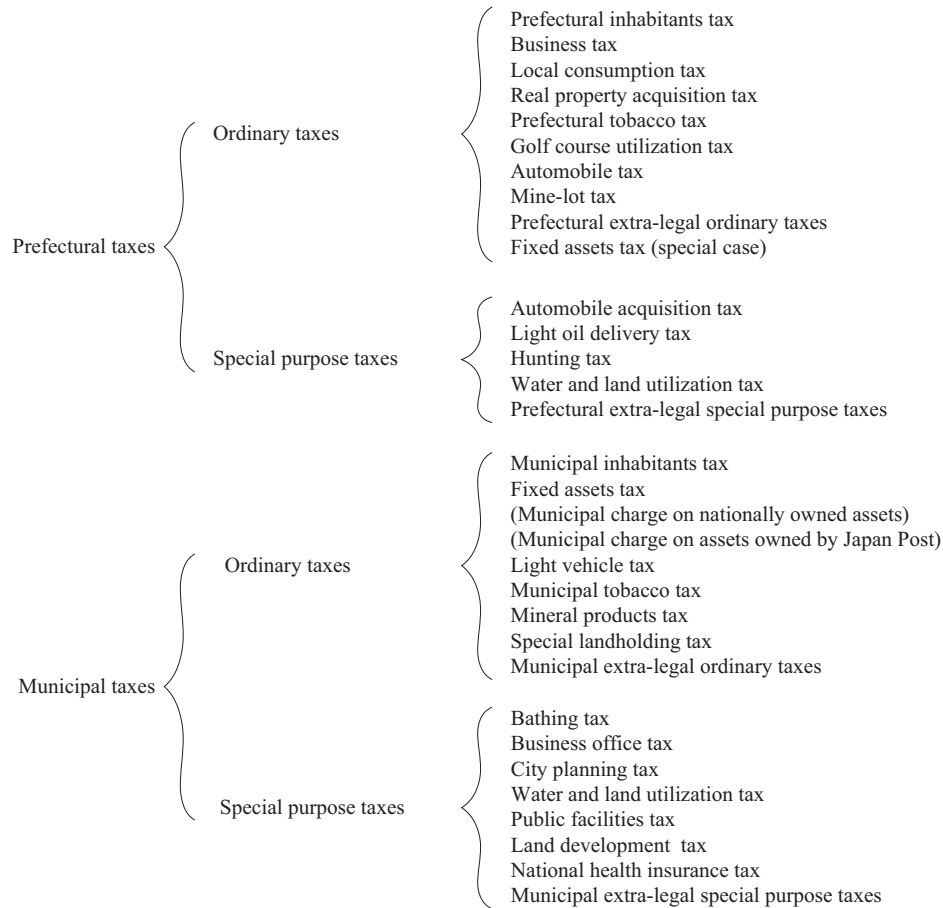 Prefectural taxes
Ordinary taxes
Prefectural inhabitants tax
Business tax
Local consumption tax
Real property acquisition tax
Prefectural tobacco tax
Golf course utilization tax
Automobile tax
Mine-lot tax
Prefectural extra-legal ordinary taxes
Fixed assets tax (special case)
Special purpose taxes
Automobile acquisition tax
Light oil delivery tax
Hunting tax
Water and land utilization tax
Prefectural extra-legal special purpose taxes
Municipal taxes
Ordinary taxes
Municipal inhabitants tax
Fixed assets tax
(Municipal charge on nationally owned assets)
(Municipal charge on assets owned by Japan Post)
Light vehicle tax
Municipal tobacco tax
Mineral products tax
Special landholding tax
Municipal extra-legal ordinary taxes
Special purpose taxes
Bathing tax
Business office tax
City planning tax
Water and land utilization tax
Public facilities tax
Land development tax
National health insurance tax
Municipal extra-legal special purpose taxes